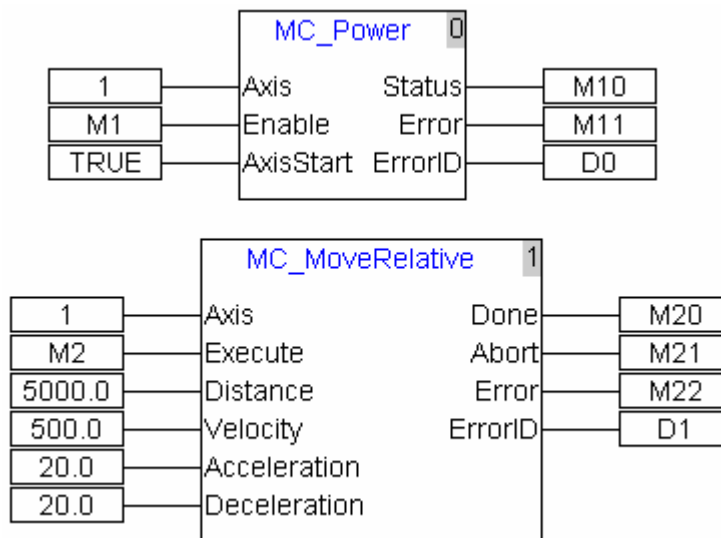 MC_Power 0
1 Axis Status M10
M1 Enable Error M11
TRUE AxisStart ErrorID D0
MC_MoveRelative 1
1 Axis Done M20
M2 Execute Abort M21
5000.0 Distance Error M22
500.0 Velocity ErrorID D1
20.0 Acceleration
20.0 Deceleration